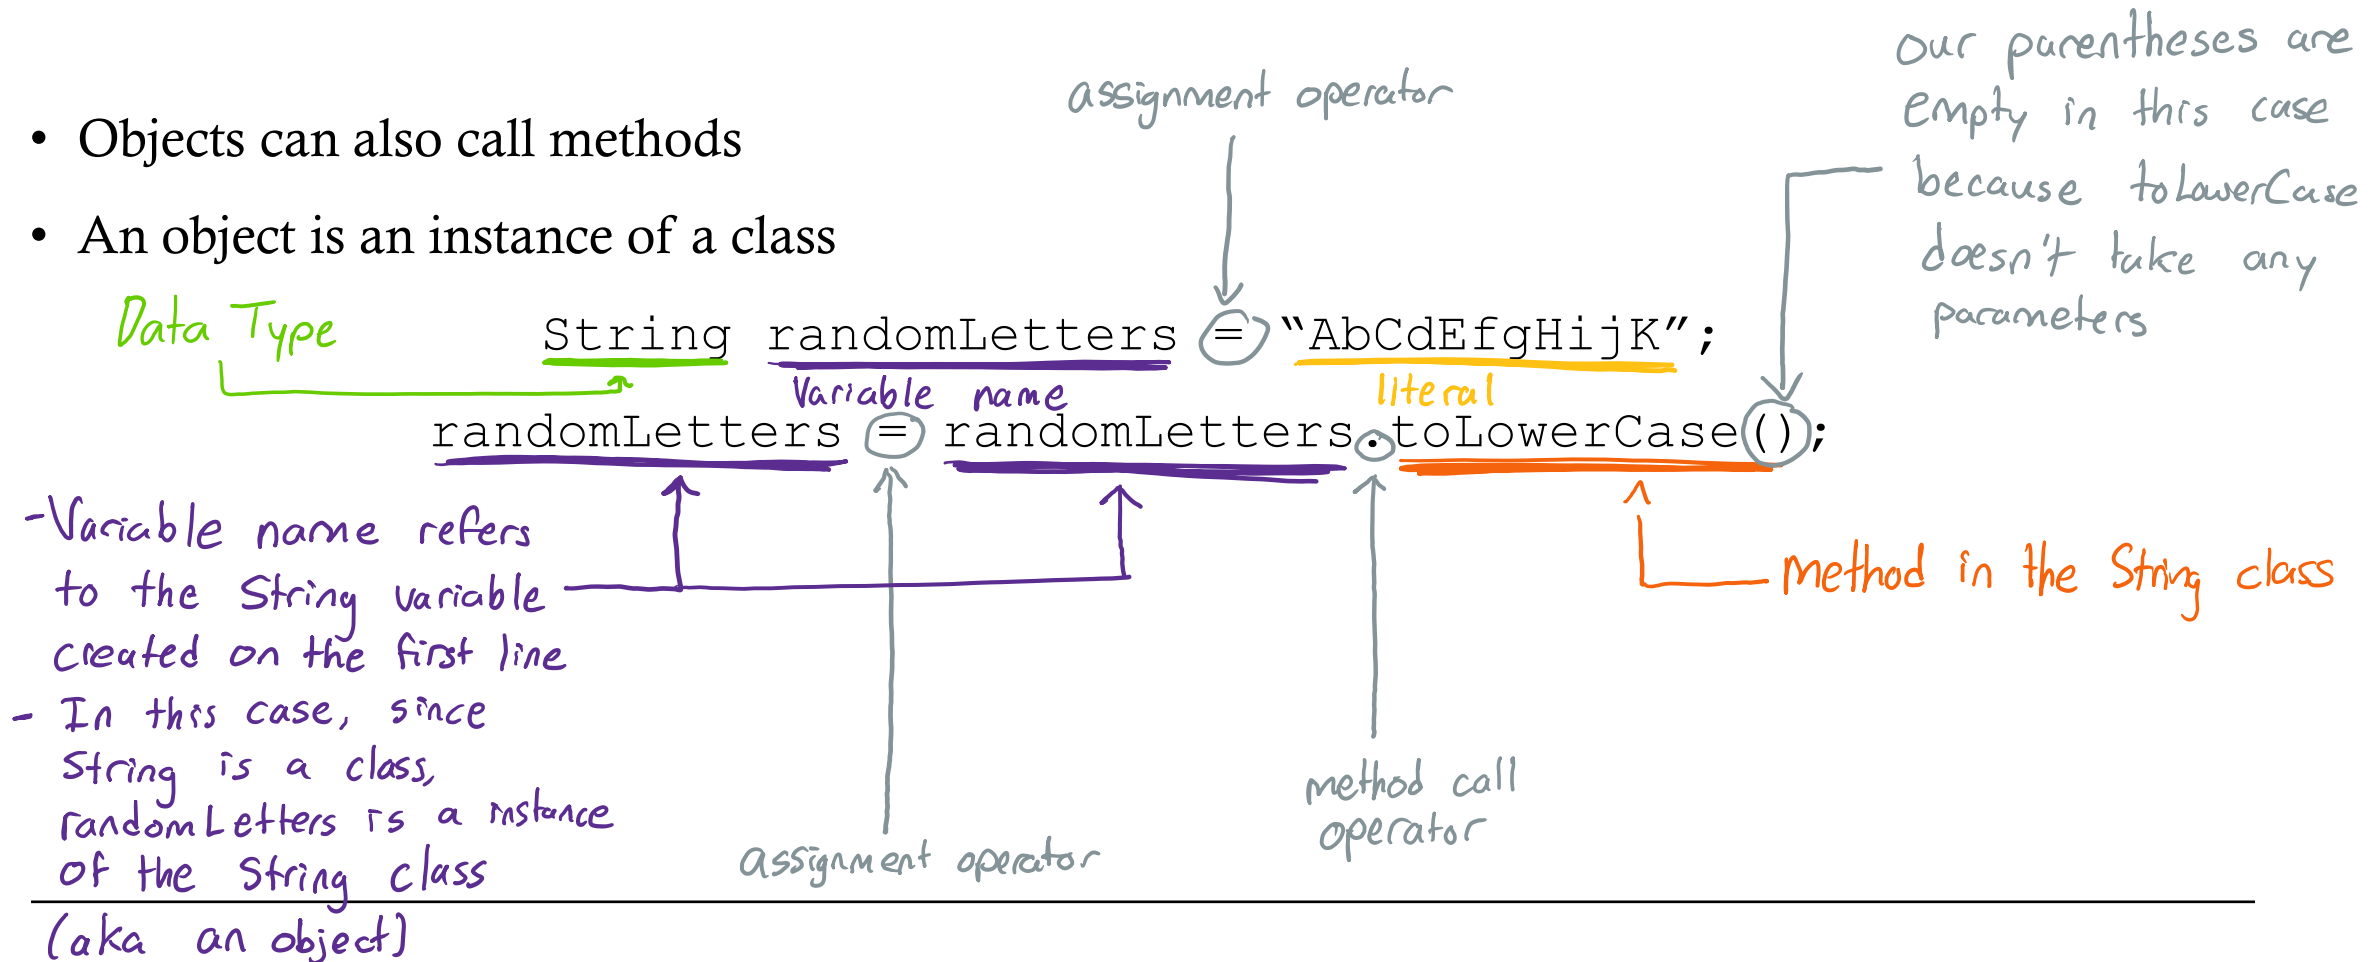 • Objects can also call methods
• An object is an instance of a class
assignment operator
our parentheses are
empty in this case
because toLowerCase
doesn't take any
parameters
Data Type
String randomLetters = “AbCdEfgHijK”;
Variable name
literal
randomLetters = randomLetters.toLowerCase();
-Variable name refers
to the String variable
created on the first line
- In this case, since
String is a class,
randomLetters is a instance
of the String class
(aka an object)
assignment operator
method call
operator
method in the String class